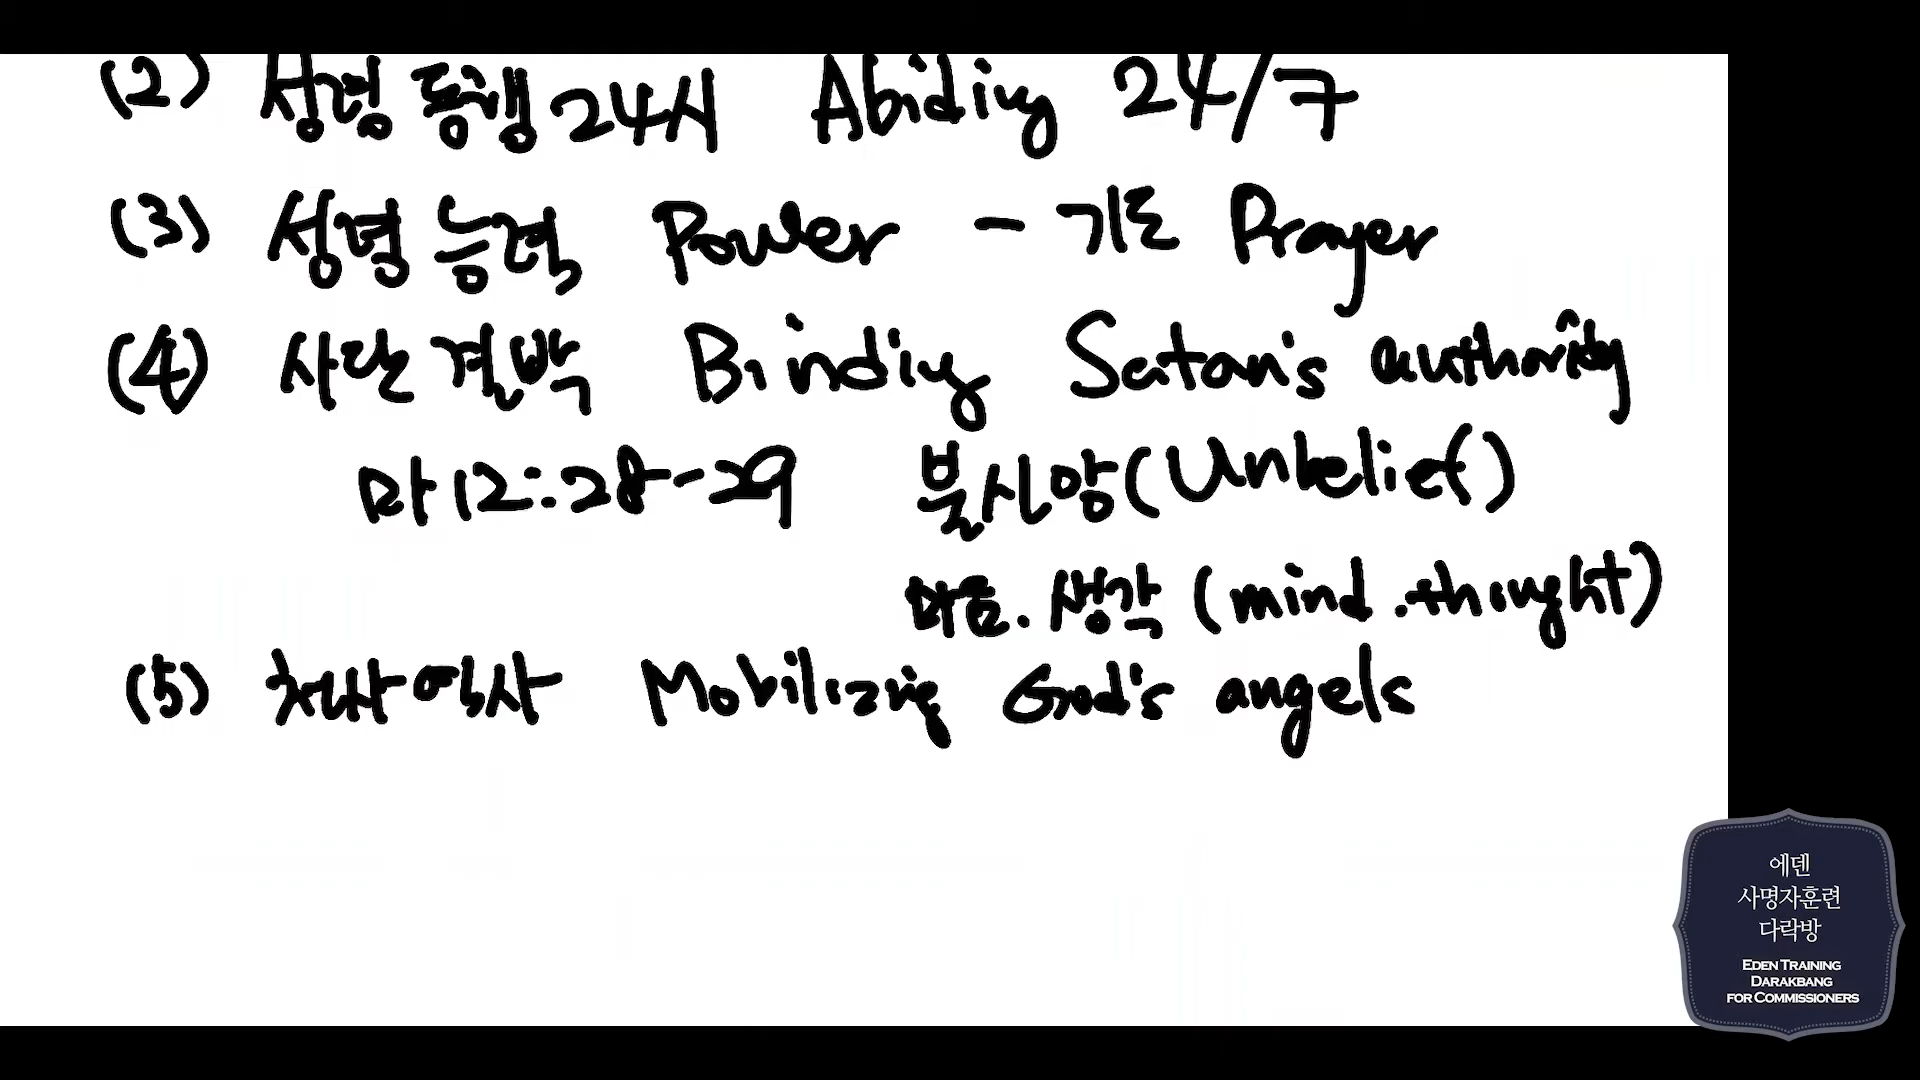 (2) 성령 동행 24시 Abiding 24/7
(3) 성령 능력 Power - 기도 Prayer
(4) 사단 결박 Binding Satan's authority
마 12:28-29 불신앙 (Unbelief)
마음. 생각 (mind .thought)
(5) 천사 역사 Mobilizing God's angels
에덴
사명자훈련
다락방
EDEN TRAINING
DARAKBANG
FOR COMMISSIONERS